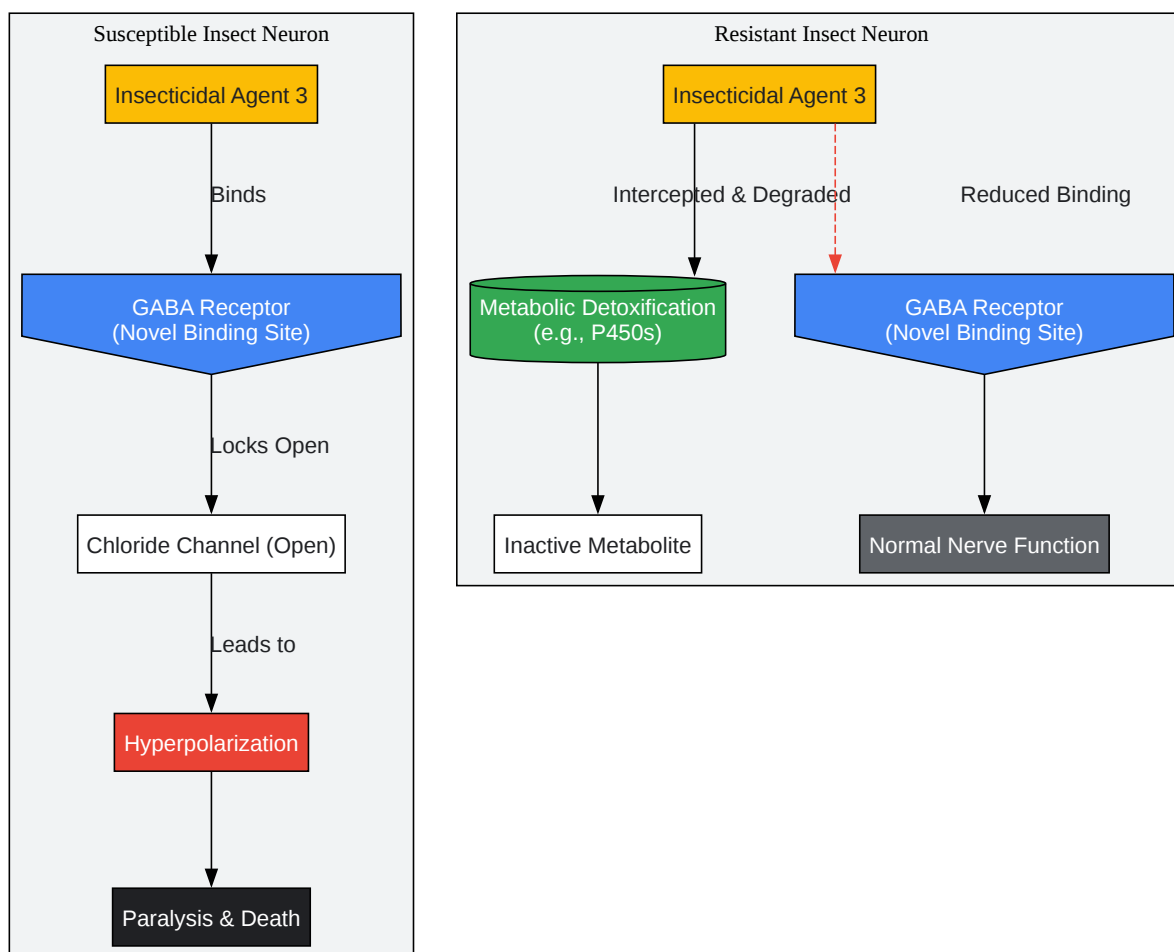 Susceptible Insect Neuron
Insecticidal Agent 3
Binds
GABA Receptor
(Novel Binding Site)
Locks Open
Chloride Channel (Open)
Leads to
Hyperpolarization
Paralysis & Death
Resistant Insect Neuron
Insecticidal Agent 3
Intercepted & Degraded
Reduced Binding
Metabolic Detoxification
(e.g., P450s)
GABA Receptor
(Novel Binding Site)
Inactive Metabolite
Normal Nerve Function